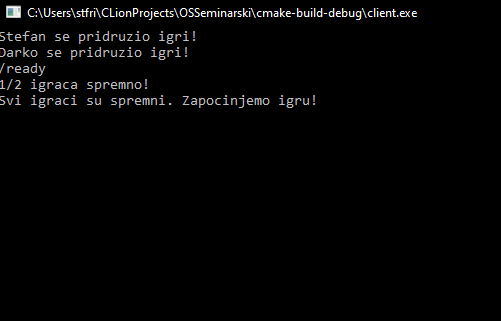 C:\Users\stfri\CLionProjects\OSSeminarski\cmake-build-debug\client.exe
Stefan se pridruzio igri!
Darko se pridruzio igri!
/ready
1/2 igraca spremno!
Svi igraci su spremni. Zapocinjemo igru!